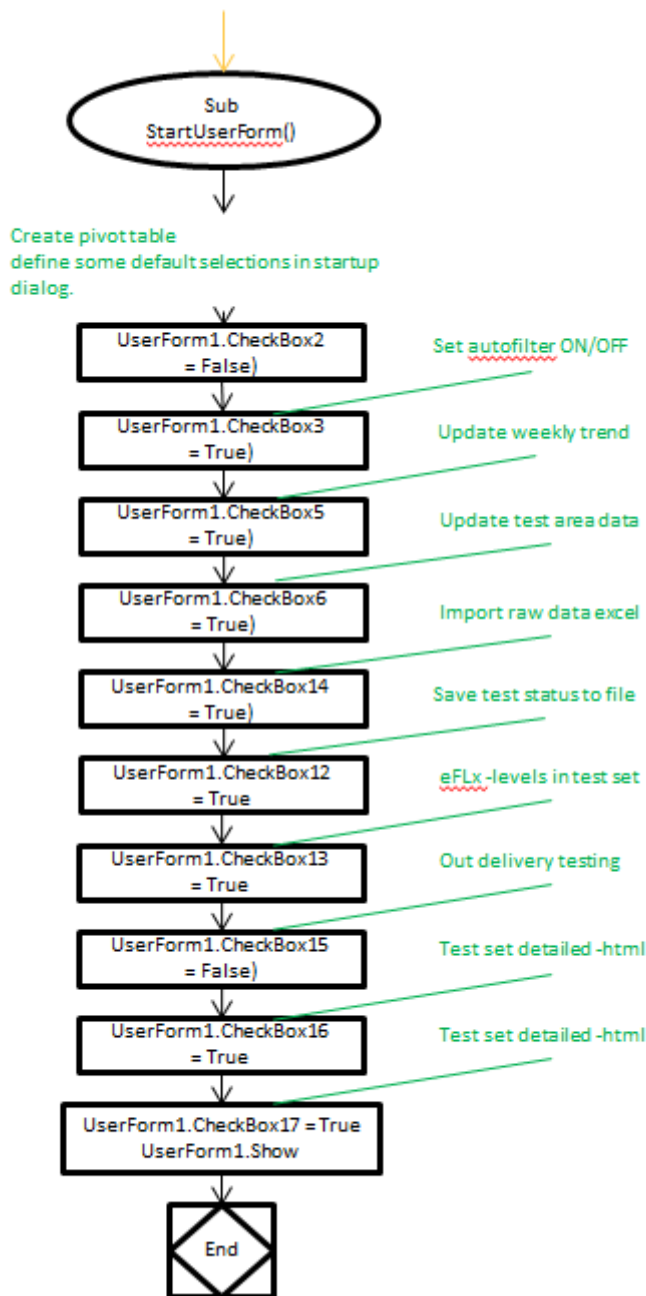 Sub
StartUserForm()
Create pivot table
define some default selections in startup
dialog.
UserForm1.CheckBox2
= False)
Set autofilter ON/OFF
UserForm1.CheckBox3
= True)
Update weekly trend
UserForm1.CheckBox5
= True)
Update test area data
UserForm1.CheckBox6
= True)
Import raw data excel
UserForm1.CheckBox14
= True)
Save test status to file
UserForm1.CheckBox12
= True
eFLx -levels in test set
UserForm1.CheckBox13
= True
Out delivery testing
UserForm1.CheckBox15
= False)
Test set detailed -html
UserForm1.CheckBox16
= True
Test set detailed -html
UserForm1.CheckBox17 = True
UserForm1.Show
End